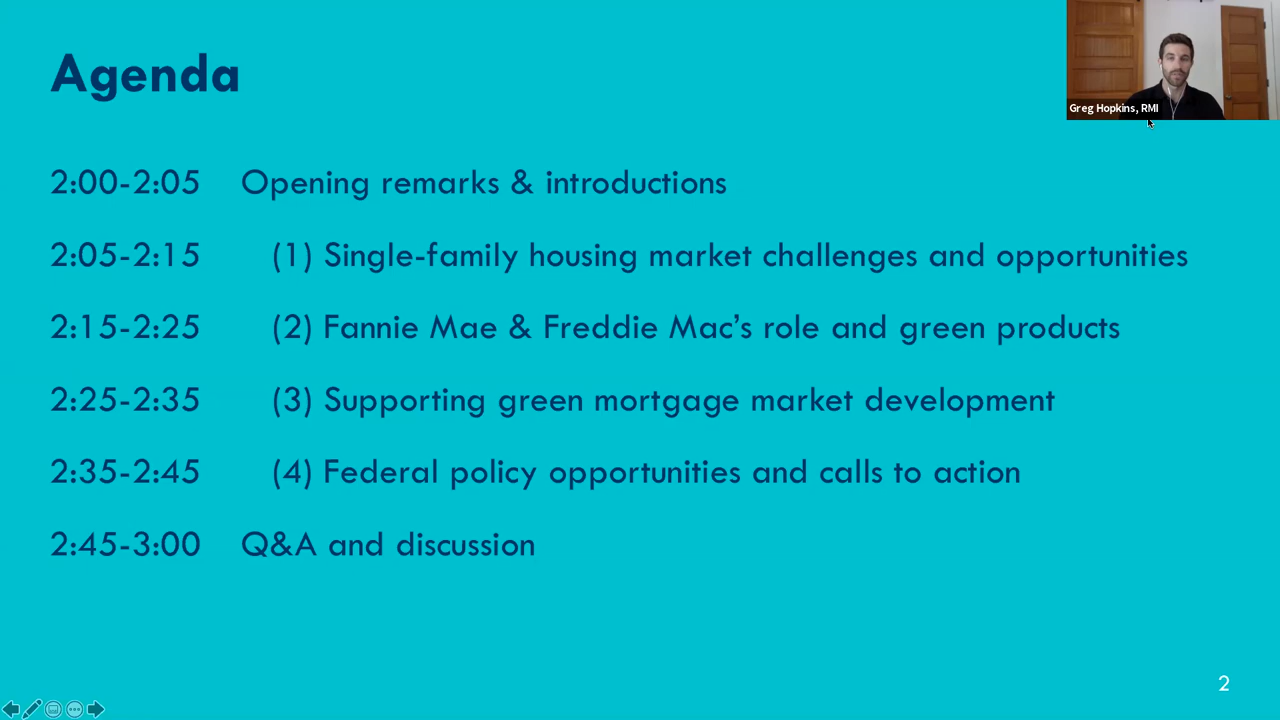 Agenda
Greg Hopkins, RMI
2:00-2:05 Opening remarks & introductions
2:05-2:15 (1) Single-family housing market challenges and opportunities
2:15-2:25 (2) Fannie Mae & Freddie Mac’s role and green products
2:25-2:35 (3) Supporting green mortgage market development
2:35-2:45 (4) Federal policy opportunities and calls to action
2:45-3:00 Q&A and discussion
2